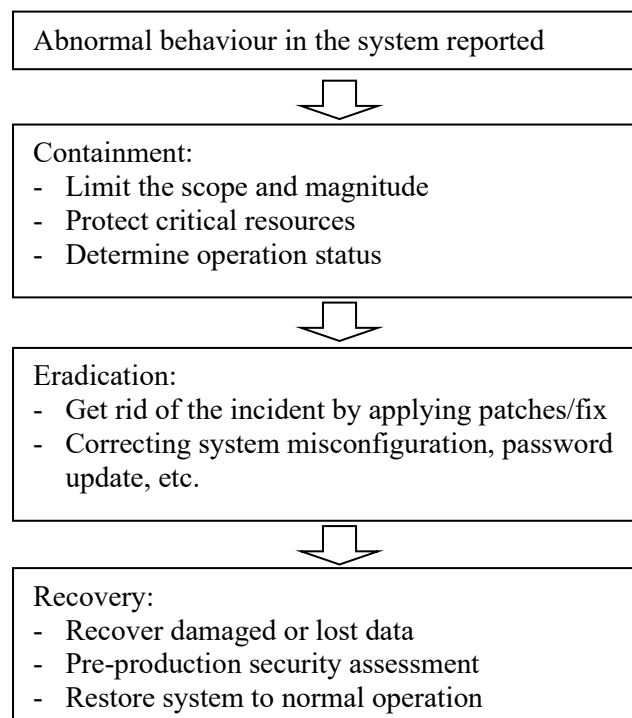 Abnormal behaviour in the system reported
Containment:
- Limit the scope and magnitude
- Protect critical resources
- Determine operation status
Eradication:
- Get rid of the incident by applying patches/fix
- Correcting system misconfiguration, password
update, etc.
Recovery:
- Recover damaged or lost data
- Pre-production security assessment
- Restore system to normal operation